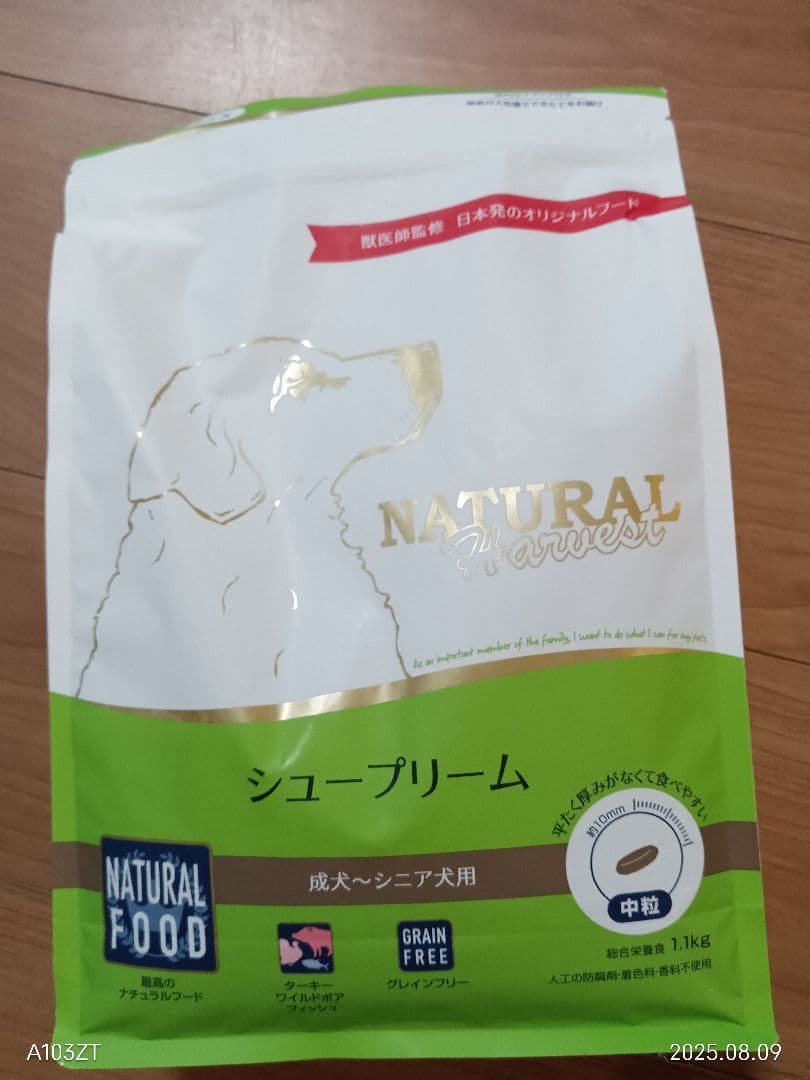 獣医師監修 日本発のオリジナルフード
NATURAL
Harvest
As an important member of the family, I want to do what I can for my pets.
シュープリーム
平たく厚みがなくて食べやすい
約10mm
中粒
成犬～シニア犬用
NATURAL
FOOD
最高の
ナチュラルフード
ターキー
ワイルドボア
フィッシュ
GRAIN
FREE
グレインフリー
総合栄養食 1.1kg
人工の防腐剤・着色料・香料不使用
A103ZT
2025.08.09